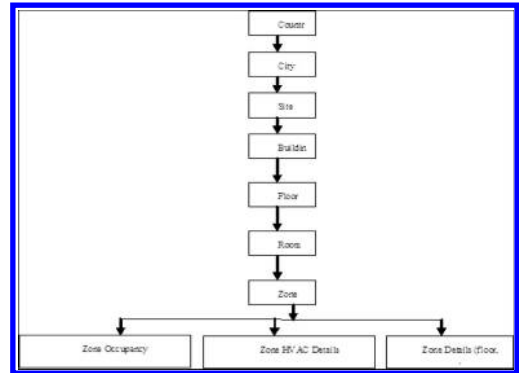 Countr
City
Site
Buildin
Floor
Room
Zone
Zone Occupancy
Zone HVAC Details
Zone Details (floor,